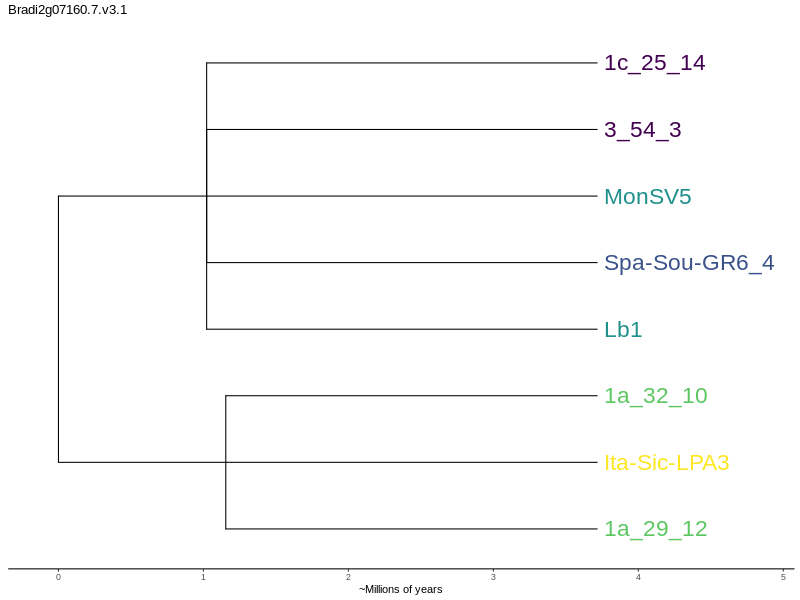 Bradi2g07160.7.v3.1
1c_25_14
3_54_3
MonSV5
Spa-Sou-GR6_4
Lb1
1a_32_10
Ita-Sic-LPA3
1a_29_12
0 1 2 3 4 5
~Millions of years